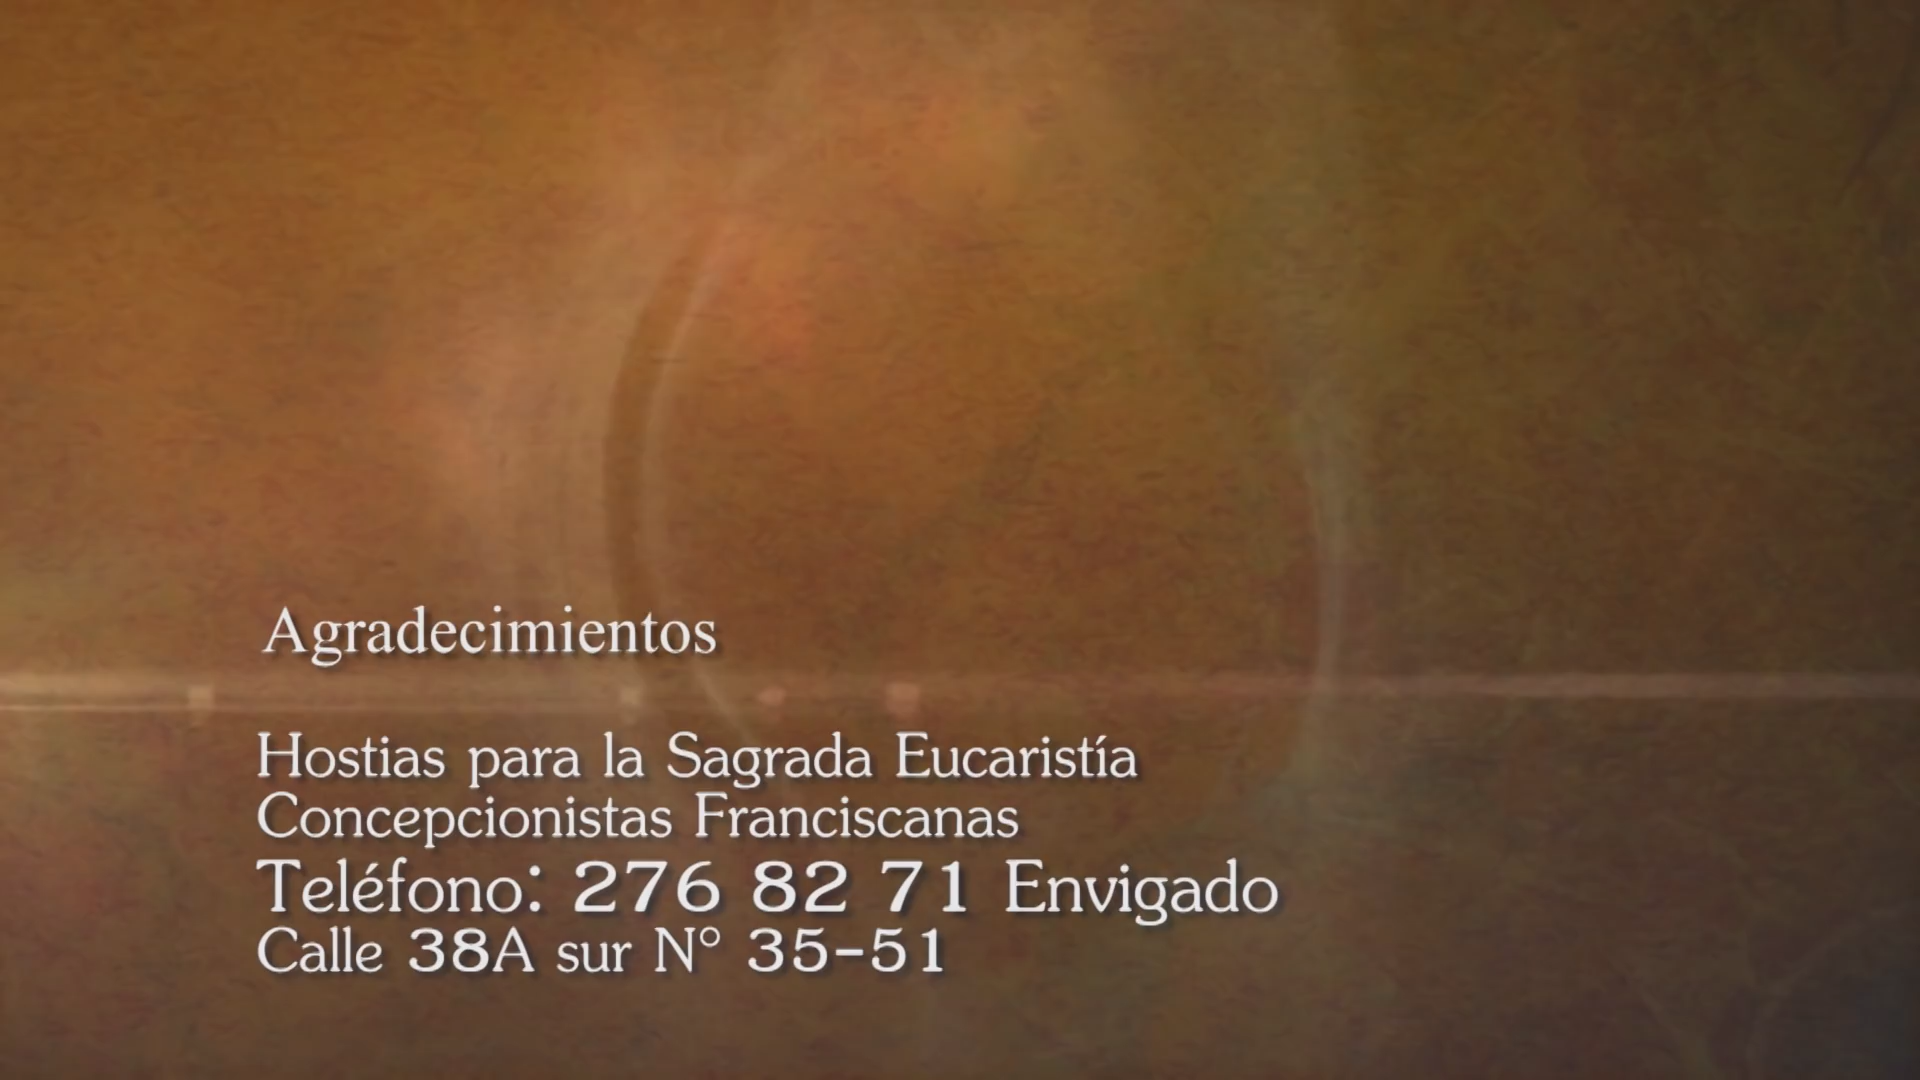 Agradecimientos
Hostias para la Sagrada Eucaristía
Concepcionistas Franciscanas
Teléfono: 276 82 71 Envigado
Calle 38A sur N° 35-51